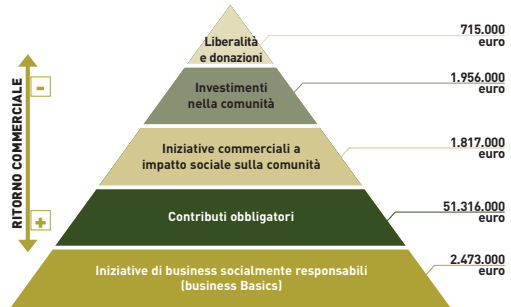 Liberalità
e donazioni
715.000
euro
Investimenti
nella comunità
1.956.000
euro
Iniziative commerciali a
impatto sociale sulla comunità
1.817.000
euro
Contributi obbligatori
51.316.000
euro
Iniziative di business socialmente responsabili
(business Basics)
2.473.000
euro
RITORNO COMMERCIALE
-
+